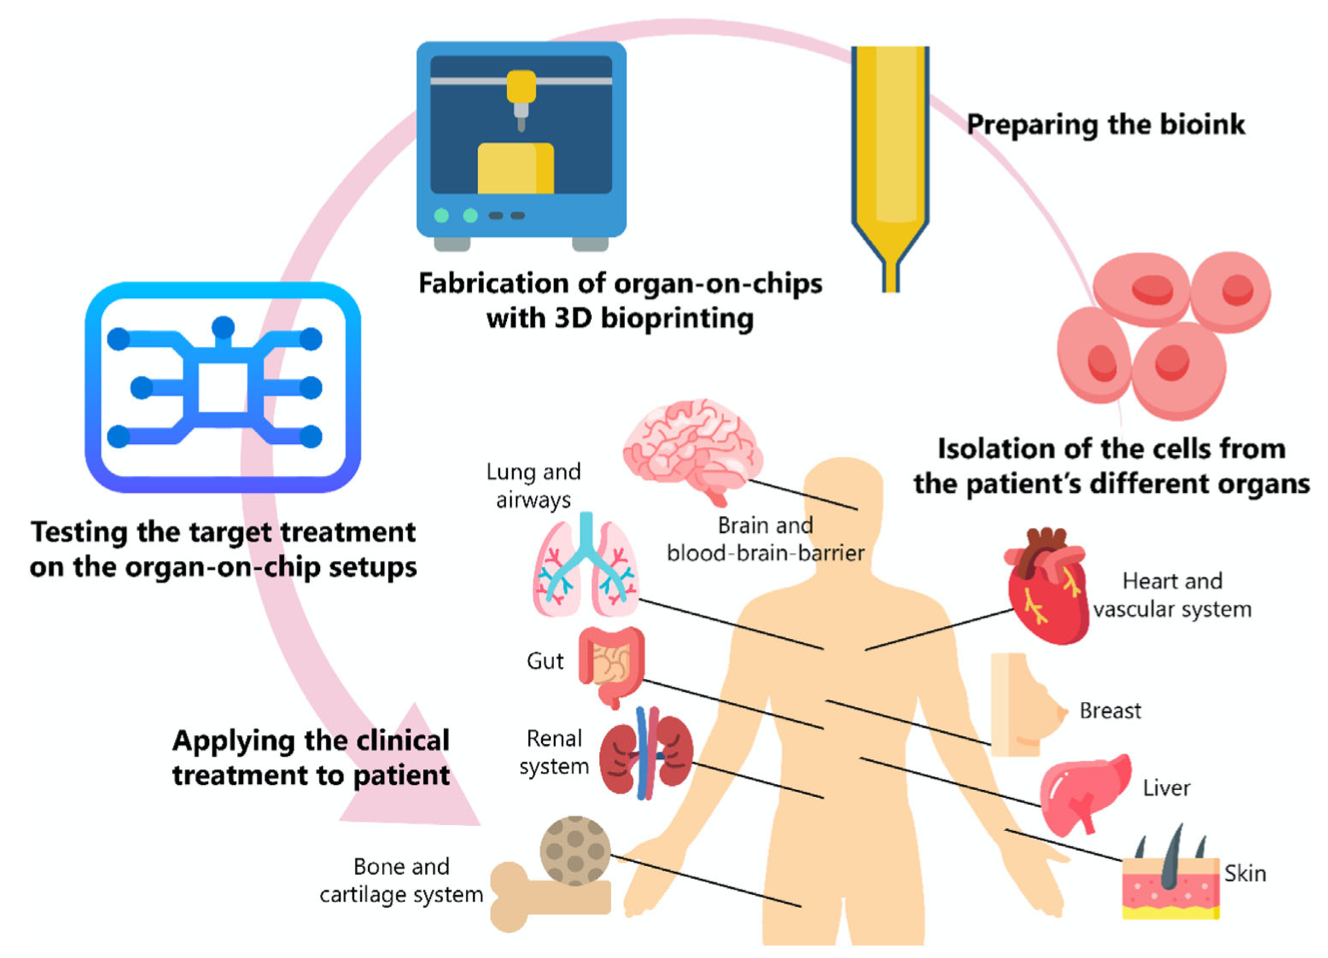 Preparing the bioink
Fabrication of organ-on-chips
with 3D bioprinting
Isolation of the cells from
the patient's different organs
Testing the target treatment
on the organ-on-chip setups
Applying the clinical
treatment to patient
Lung and
airways
Brain and
blood-brain-barrier
Heart and
vascular system
Gut
Breast
Renal
system
Liver
Bone and
cartilage system
Skin